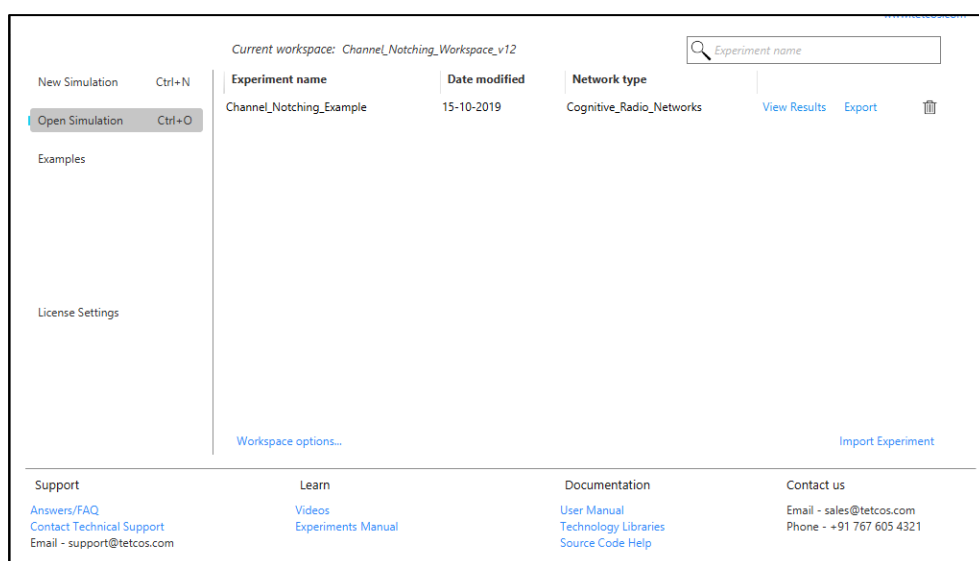 www.tetcos.com
Current workspace: Channel_Notching_Workspace_v12
Experiment name
New Simulation Ctrl+N
Open Simulation Ctrl+O
Examples
License Settings
Experiment name Date modified Network type
Channel_Notching_Example 15-10-2019 Cognitive_Radio_Networks View Results Export
Workspace options... Import Experiment
Support
Answers/FAQ
Contact Technical Support
Email - support@tetcos.com
Learn
Videos
Experiments Manual
Documentation
User Manual
Technology Libraries
Source Code Help
Contact us
Email - sales@tetcos.com
Phone - +91 767 605 4321